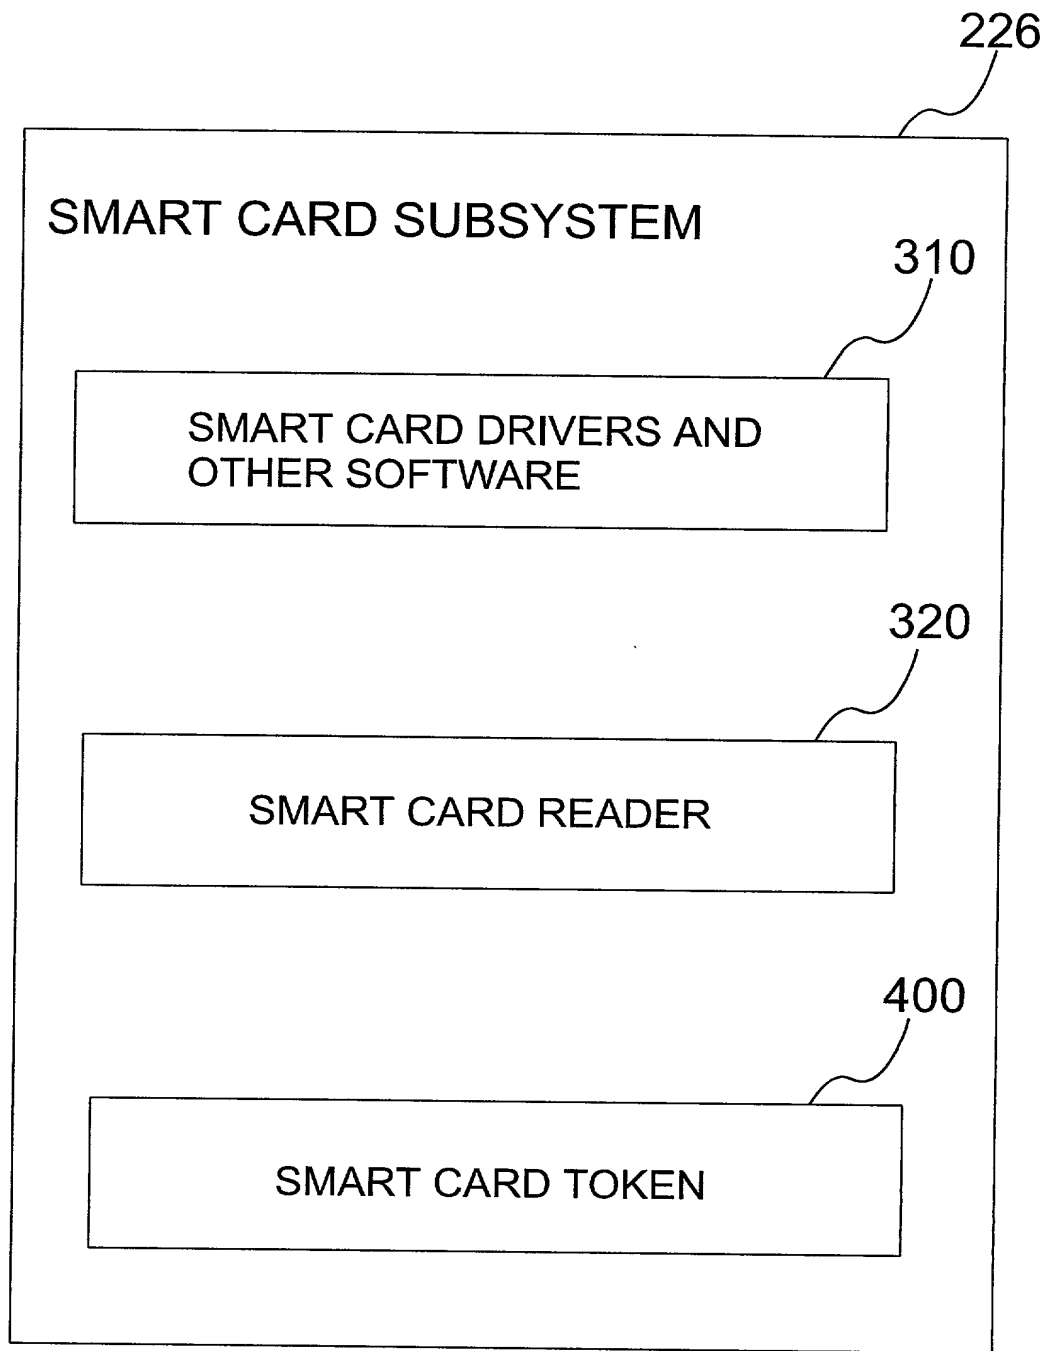 226
SMART CARD SUBSYSTEM
310
SMART CARD DRIVERS AND
OTHER SOFTWARE
320
SMART CARD READER
400
SMART CARD TOKEN